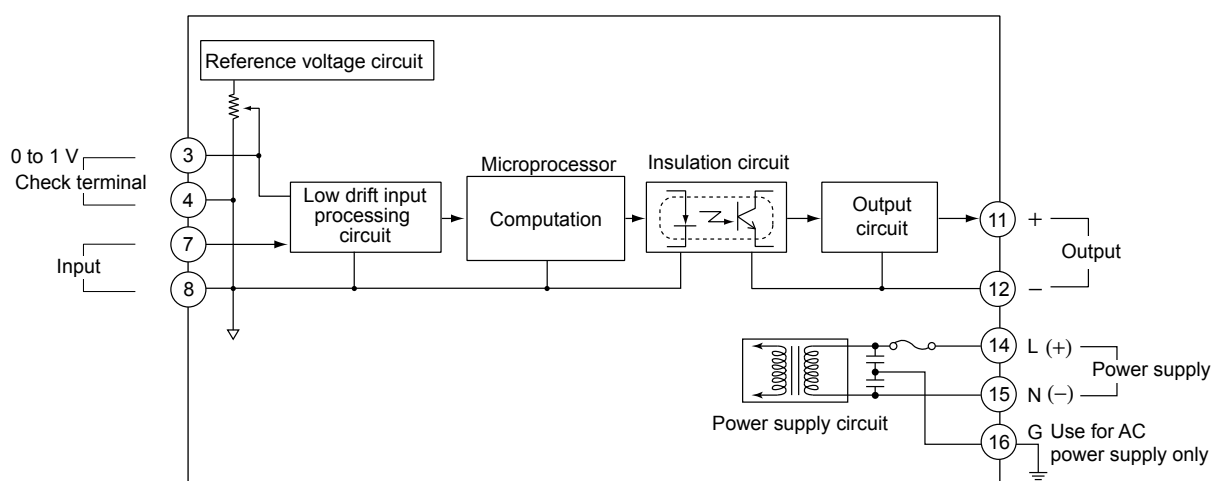 Reference voltage circuit
0 to 1 V
Check terminal
3
4
Input
7
8
Low drift input
processing
circuit
Microprocessor
Computation
Insulation circuit
Output
circuit
11
+
12
−
Output
Power supply circuit
14
L (+)
15
N (−)
Power supply
16
G
Use for AC
power supply only